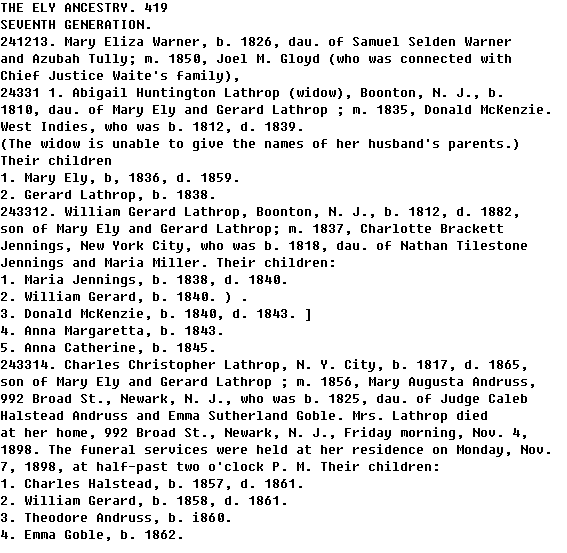 THE ELY ANCESTRY. 419
SEVENTH GENERATION.
241213. Mary Eliza Warner, b. 1826, dau. of Samuel Selden Warner
and Azubah Tully; m. 1850, Joel M. Gloyd (who was connected with
Chief Justice Waite's family),
24331 1. Abigail Huntington Lathrop (widow), Boonton, N. J., b.
1810, dau. of Mary Ely and Gerard Lathrop ; m. 1835, Donald McKenzie.
West Indies, who was b. 1812, d. 1839.
(The widow is unable to give the names of her husband's parents.)
Their children
1. Mary Ely, b, 1836, d. 1859.
2. Gerard Lathrop, b. 1838.
243312. William Gerard Lathrop, Boonton, N. J., b. 1812, d. 1882,
son of Mary Ely and Gerard Lathrop; m. 1837, Charlotte Brackett
Jennings, New York City, who was b. 1818, dau. of Nathan Tilestone
Jennings and Maria Miller. Their children:
1. Maria Jennings, b. 1838, d. 1840.
2. William Gerard, b. 1840. ) .
3. Donald McKenzie, b. 1840, d. 1843. ]
4. Anna Margaretta, b. 1843.
5. Anna Catherine, b. 1845.
243314. Charles Christopher Lathrop, N. Y. City, b. 1817, d. 1865,
son of Mary Ely and Gerard Lathrop ; m. 1856, Mary Augusta Andruss,
992 Broad St., Newark, N. J., who was b. 1825, dau. of Judge Caleb
Halstead Andruss and Emma Sutherland Goble. Mrs. Lathrop died
at her home, 992 Broad St., Newark, N. J., Friday morning, Nov. 4,
1898. The funeral services were held at her residence on Monday, Nov.
7, 1898, at half-past two o'clock P. M. Their children:
1. Charles Halstead, b. 1857, d. 1861.
2. William Gerard, b. 1858, d. 1861.
3. Theodore Andruss, b. i860.
4. Emma Goble, b. 1862.